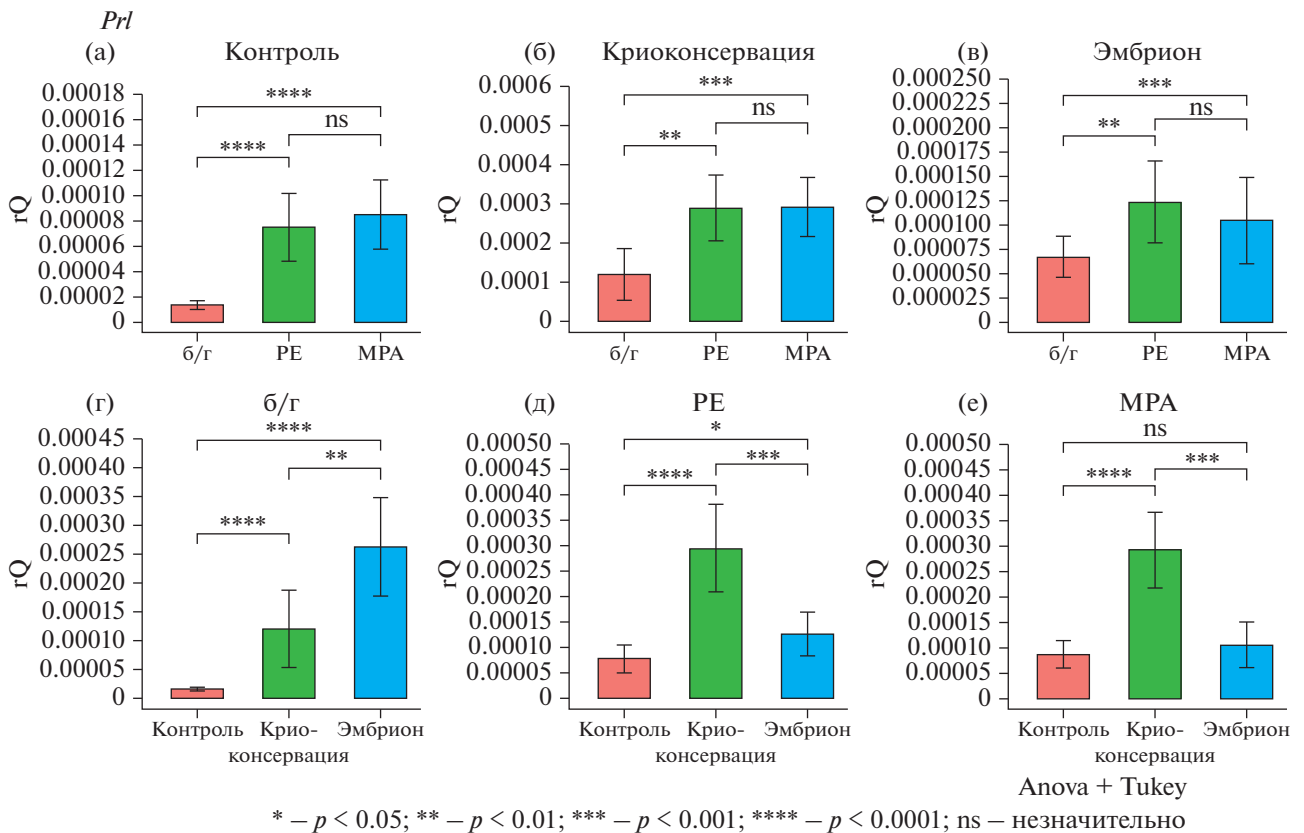 Prl
(а) Контроль
0.00018
0.00016
0.00014
0.00012
0.00010
0.00008
0.00006
0.00004
0.00002
0
rQ
****
ns
****
б/г PE MPA
(б) Криоконсервация
0.0006
0.0005
0.0004
0.0003
0.0002
0.0001
0
rQ
***
ns
**
б/г PE MPA
(в) Эмбрион
0.000250
0.000225
0.000200
0.000175
0.000150
0.000125
0.000100
0.000075
0.000050
0.000025
0
rQ
***
ns
**
б/г PE MPA
(г) б/г
0.00045
0.00040
0.00035
0.00030
0.00025
0.00020
0.00015
0.00010
0.00005
0
rQ
****
**
****
Контроль Крио- Эмбрион
консервация
(д) PE
0.00050
0.00045
0.00040
0.00035
0.00030
0.00025
0.00020
0.00015
0.00010
0.00005
0
rQ
*
***
****
Контроль Крио- Эмбрион
консервация
(е) MPA
0.00050
0.00045
0.00040
0.00035
0.00030
0.00025
0.00020
0.00015
0.00010
0.00005
0
rQ
ns
***
****
Контроль Крио- Эмбрион
консервация
Anova + Tukey
* – p < 0.05; ** – p < 0.01; *** – p < 0.001; **** – p < 0.0001; ns – незначительно